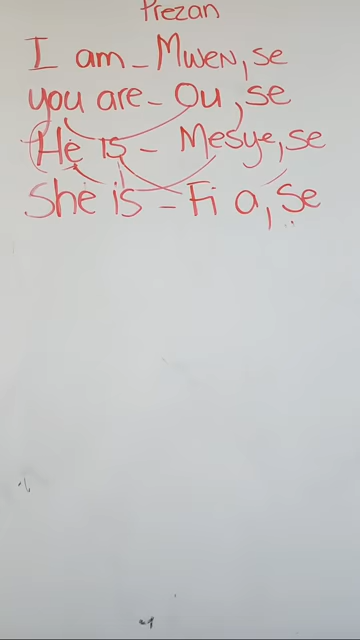 Prezan
I am - Mwen, se
you are - Ou, se
(He is - Mesye, se
She is - Fi a, se